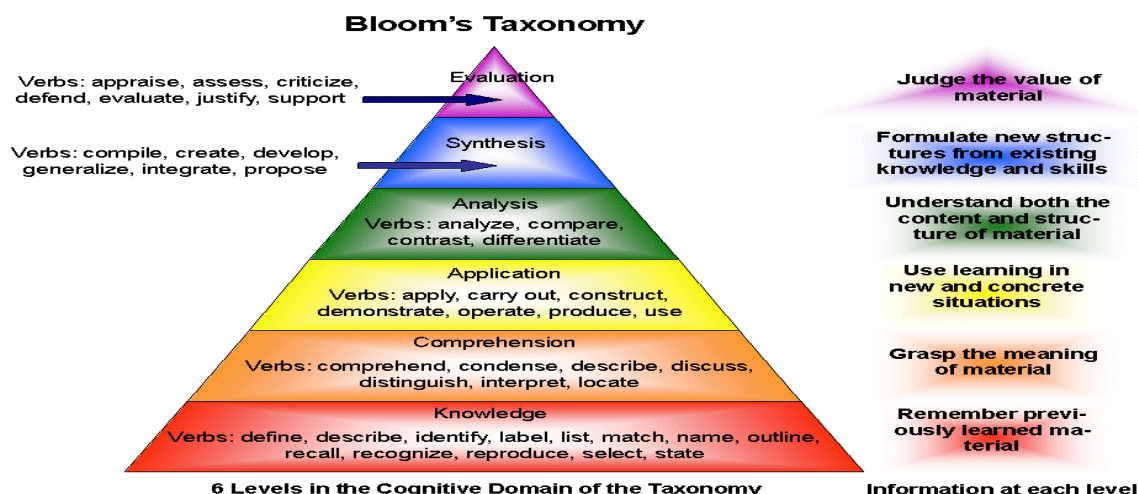 Bloom's Taxonomy
Verbs: appraise, assess, criticize,
defend, evaluate, justify, support
Evaluation
Judge the value of
material
Verbs: compile, create, develop,
generalize, integrate, propose
Synthesis
Formulate new struc-
tures from existing
knowledge and skills
Analysis
Verbs: analyze, compare,
contrast, differentiate
Understand both the
content and struc-
ture of material
Application
Verbs: apply, carry out, construct,
demonstrate, operate, produce, use
Use learning in
new and concrete
situations
Comprehension
Verbs: comprehend, condense, describe, discuss,
distinguish, interpret, locate
Grasp the meaning
of material
Knowledge
Verbs: define, describe, identify, label, list, match, name, outline,
recall, recognize, reproduce, select, state
Remember previ-
ously learned ma-
terial
6 Levels in the Cognitive Domain of the Taxonomy
Information at each level